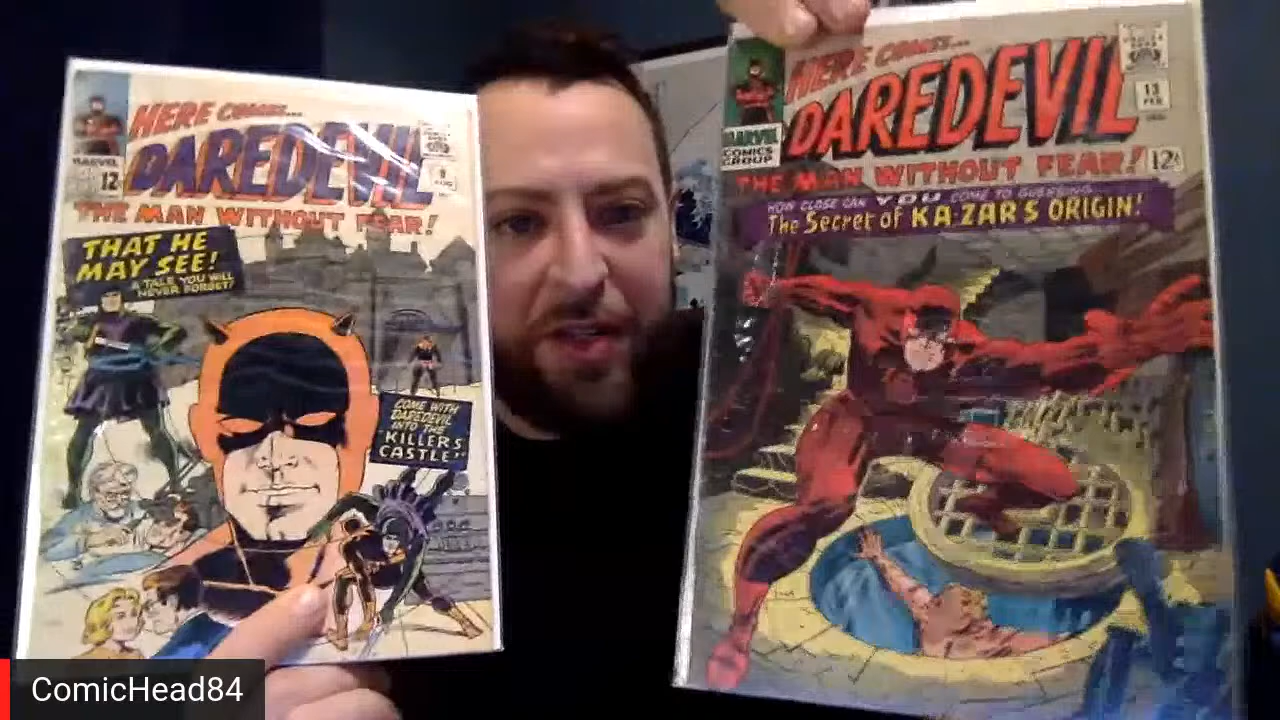 HERE COMES...
DAREDEVIL
MARVEL
12¢
9
AUG
THE MAN WITHOUT FEAR!
THAT HE
MAY SEE!
A TALE YOU WILL
NEVER FORGET!
COME WITH
DAREDEVIL
INTO THE
KILLER'S
CASTLE!
HERE COMES...
DAREDEVIL
13
FEB
MARVEL
COMICS
GROUP
THE MAN WITHOUT FEAR!
12¢
HOW CLOSE CAN YOU COME TO GUESSING...
The Secret of KA-ZAR'S ORIGIN!
ComicHead84